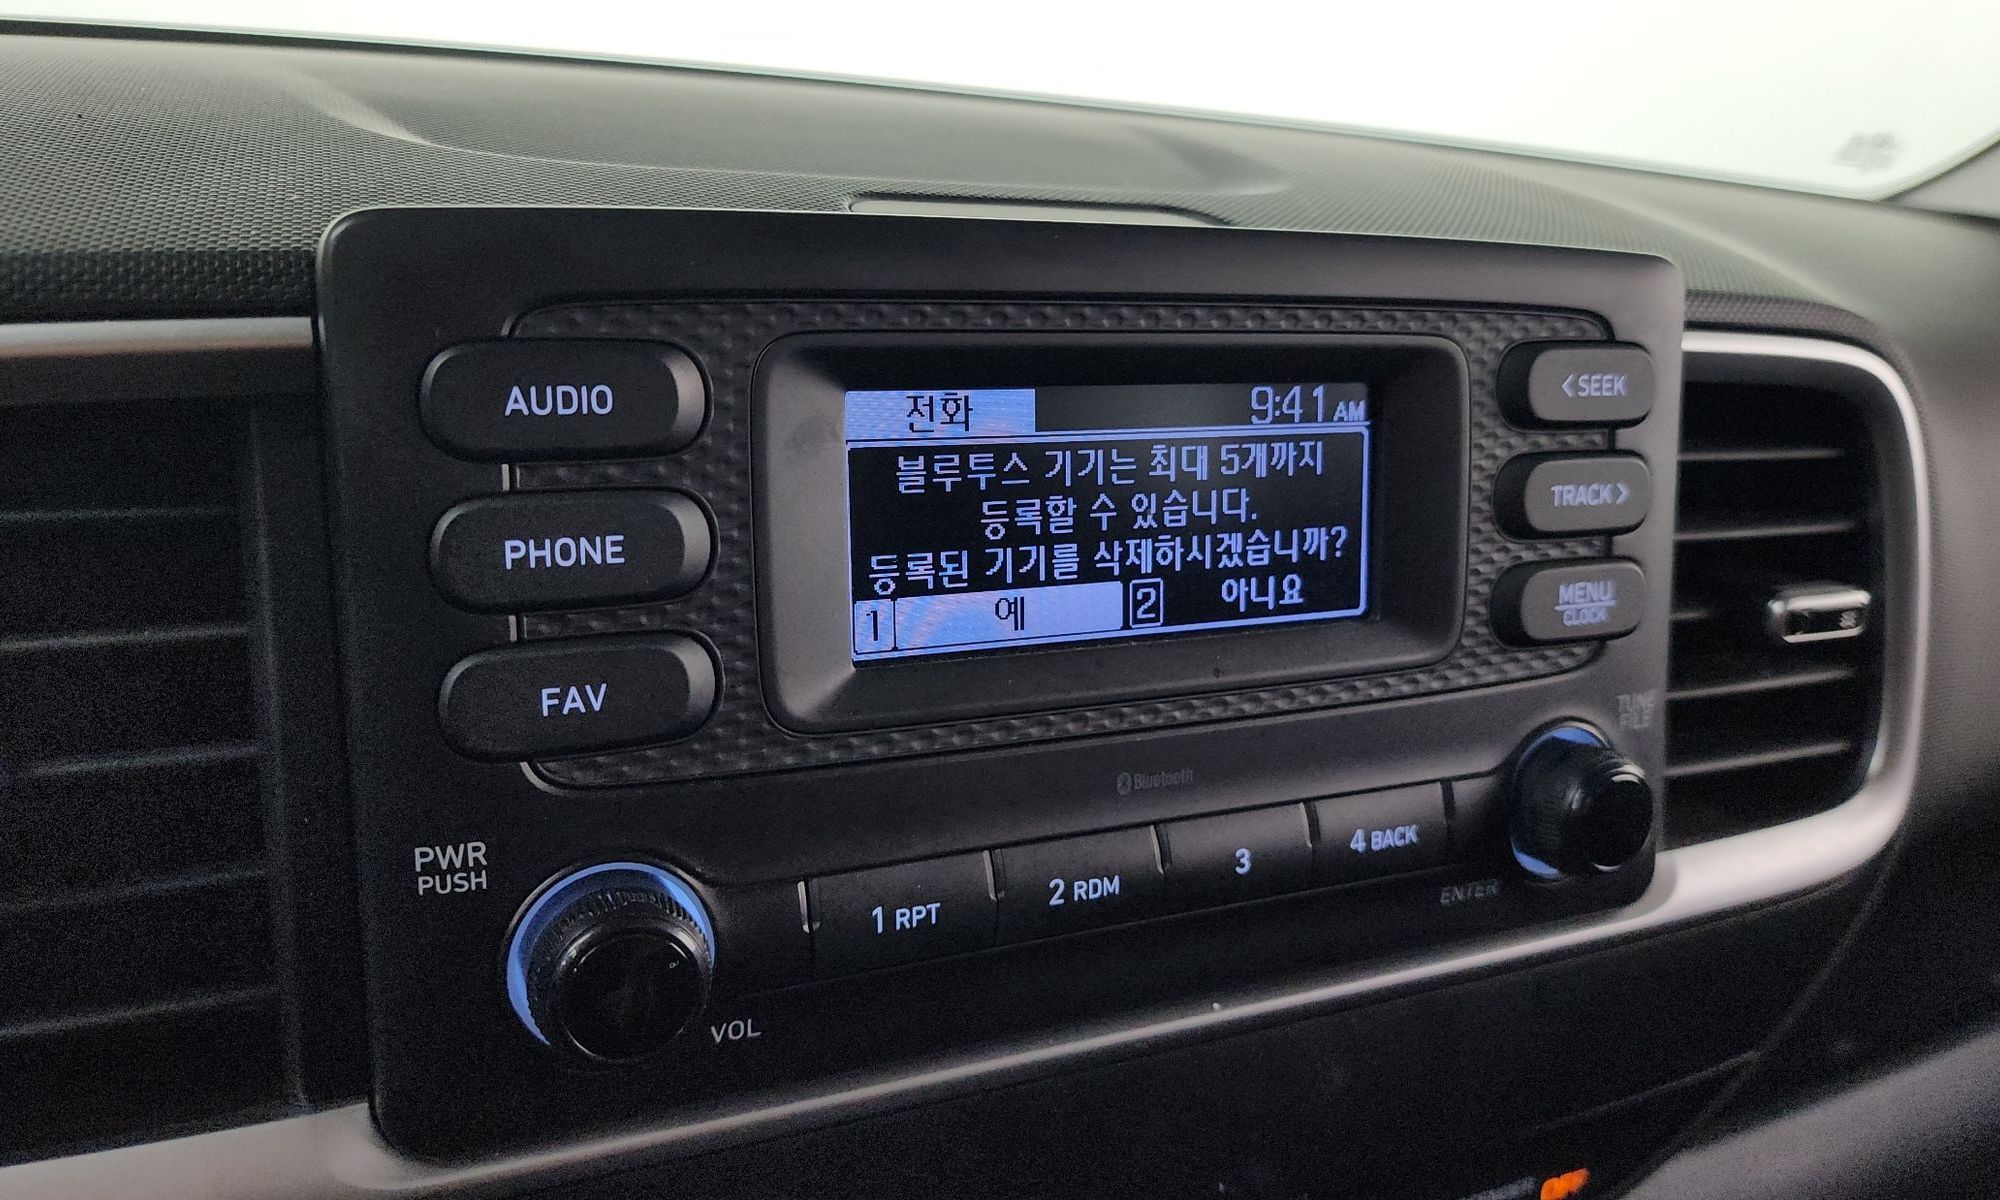 AUDIO
PHONE
FAV
전화
9:41 AM
블루투스 기기는 최대 5개까지
등록할 수 있습니다.
등록된 기기를 삭제하시겠습니까?
1 예 2 아니요
<SEEK
TRACK>
MENU
CLOCK
TUNE
FILE
Bluetooth
PWR
PUSH
VOL
1 RPT
2 RDM
3
4 BACK
ENTER